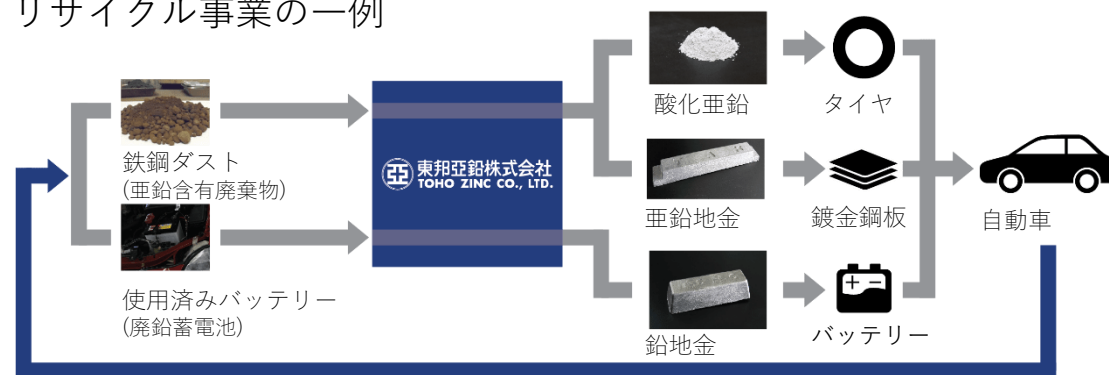 リサイクル事業の一例
鉄鋼ダスト
(亜鉛含有廃棄物)
使用済みバッテリー
(廃鉛蓄電池)
東邦亞鉛株式会社
TOHO ZINC CO., LTD.
酸化亜鉛
タイヤ
亜鉛地金
鍍金鋼板
自動車
鉛地金
バッテリー